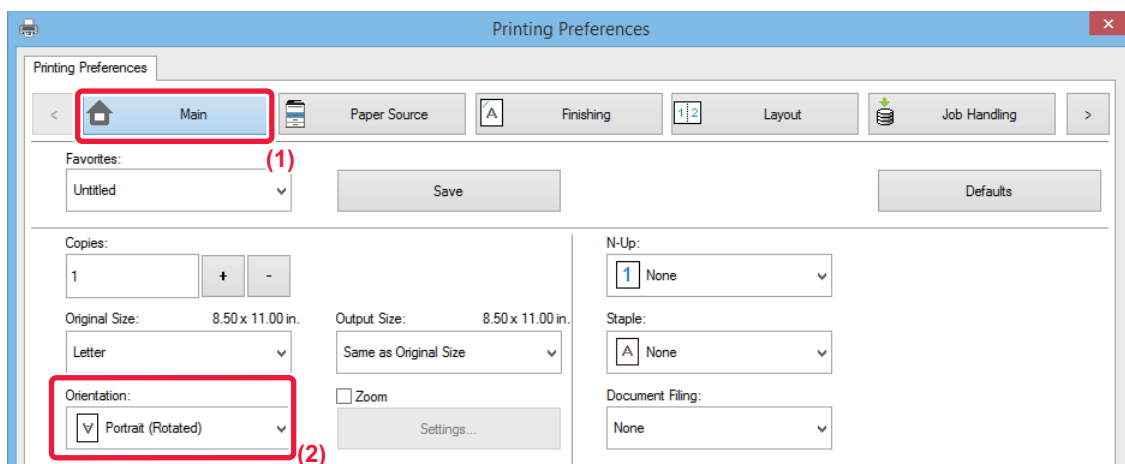 Printing Preferences
Printing Preferences
< Main Paper Source A Finishing 1 2 Layout Job Handling >
(1)
Favorites:
Untitled Save Defaults
Copies: N-Up:
1 + - 1 None
Original Size: 8.50 x 11.00 in. Output Size: 8.50 x 11.00 in. Staple:
Letter Same as Original Size A None
Orientation: Zoom Document Filing:
A Portrait (Rotated) Settings... None
(2)